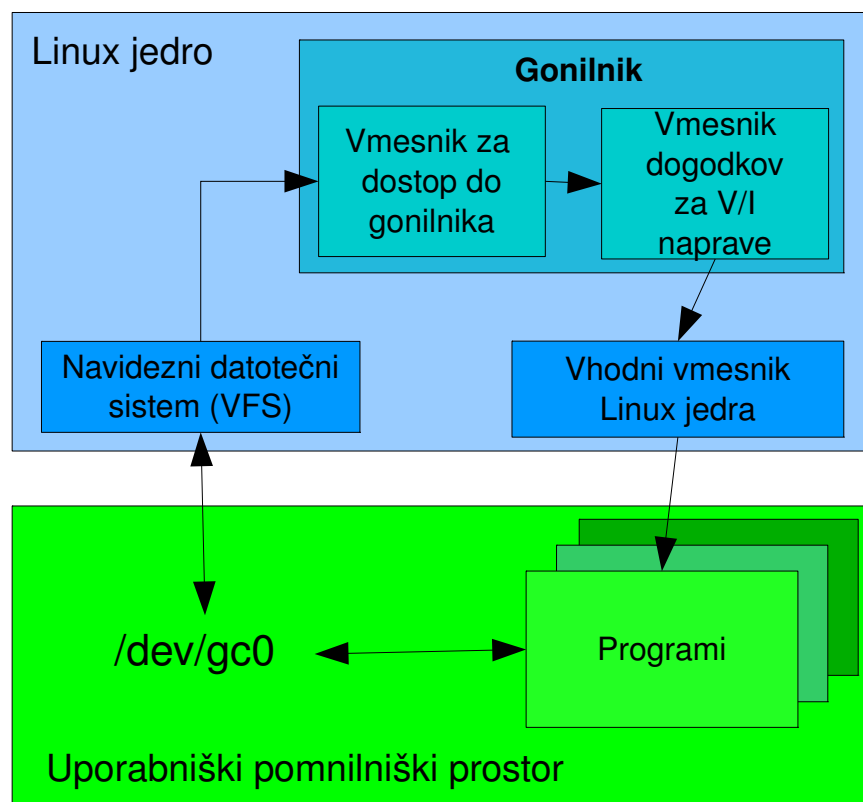 Linux jedro
Gonilnik
Vmesnik za
dostop do
gonilnika
Vmesnik
dogodkov
za V/I
naprave
Navidezni datotečni
sistem (VFS)
Vhodni vmesnik
Linux jedra
/dev/gc0
Programi
Uporabniški pomnilniški prostor